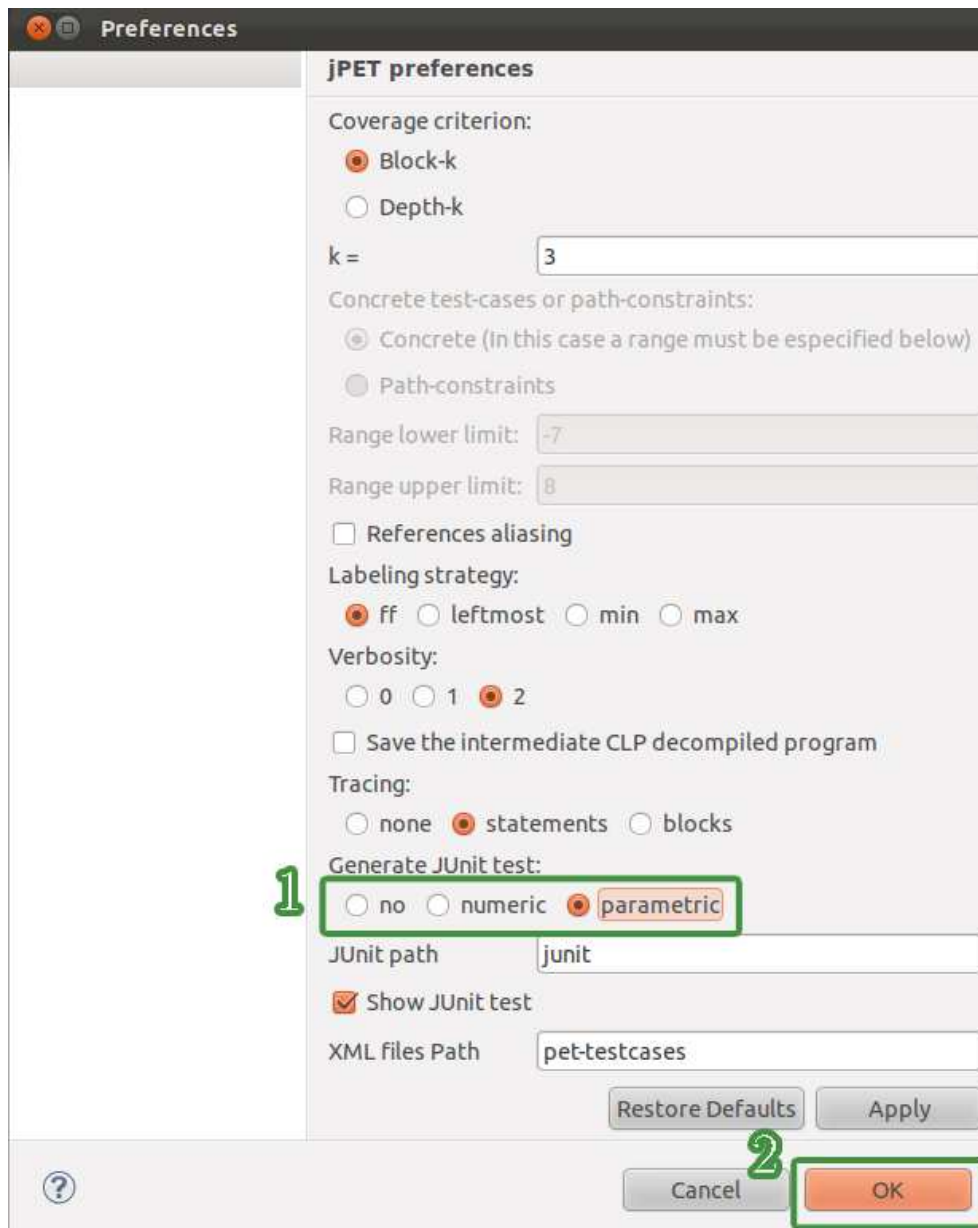 Preferences
jPET preferences
Coverage criterion:
Block-k
Depth-k
k = 3
Concrete test-cases or path-constraints:
Concrete (In this case a range must be especified below)
Path-constraints
Range lower limit: -7
Range upper limit: 8
References aliasing
Labeling strategy:
ff leftmost min max
Verbosity:
0 1 2
Save the intermediate CLP decompiled program
Tracing:
none statements blocks
Generate JUnit test:
1 no numeric parametric
JUnit path junit
Show JUnit test
XML files Path pet-testcases
Restore Defaults Apply
2
? Cancel OK